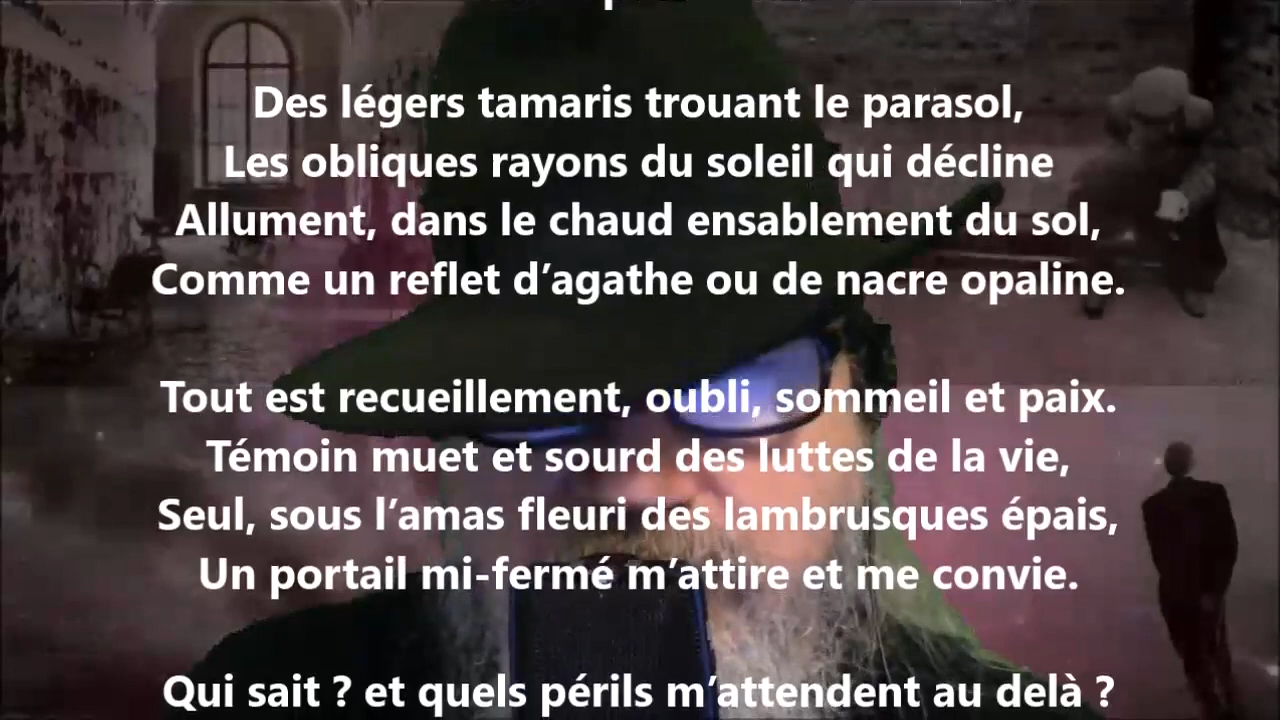 Des légers tamaris trouant le parasol,
Les obliques rayons du soleil qui décline
Allument, dans le chaud ensablement du sol,
Comme un reflet d’agathe ou de nacre opaline.
Tout est recueillement, oubli, sommeil et paix.
Témoin muet et sourd des luttes de la vie,
Seul, sous l’amas fleuri des lambrusques épais,
Un portail mi-fermé m’attire et me convie.
Qui sait ? et quels périls m’attendent au delà ?